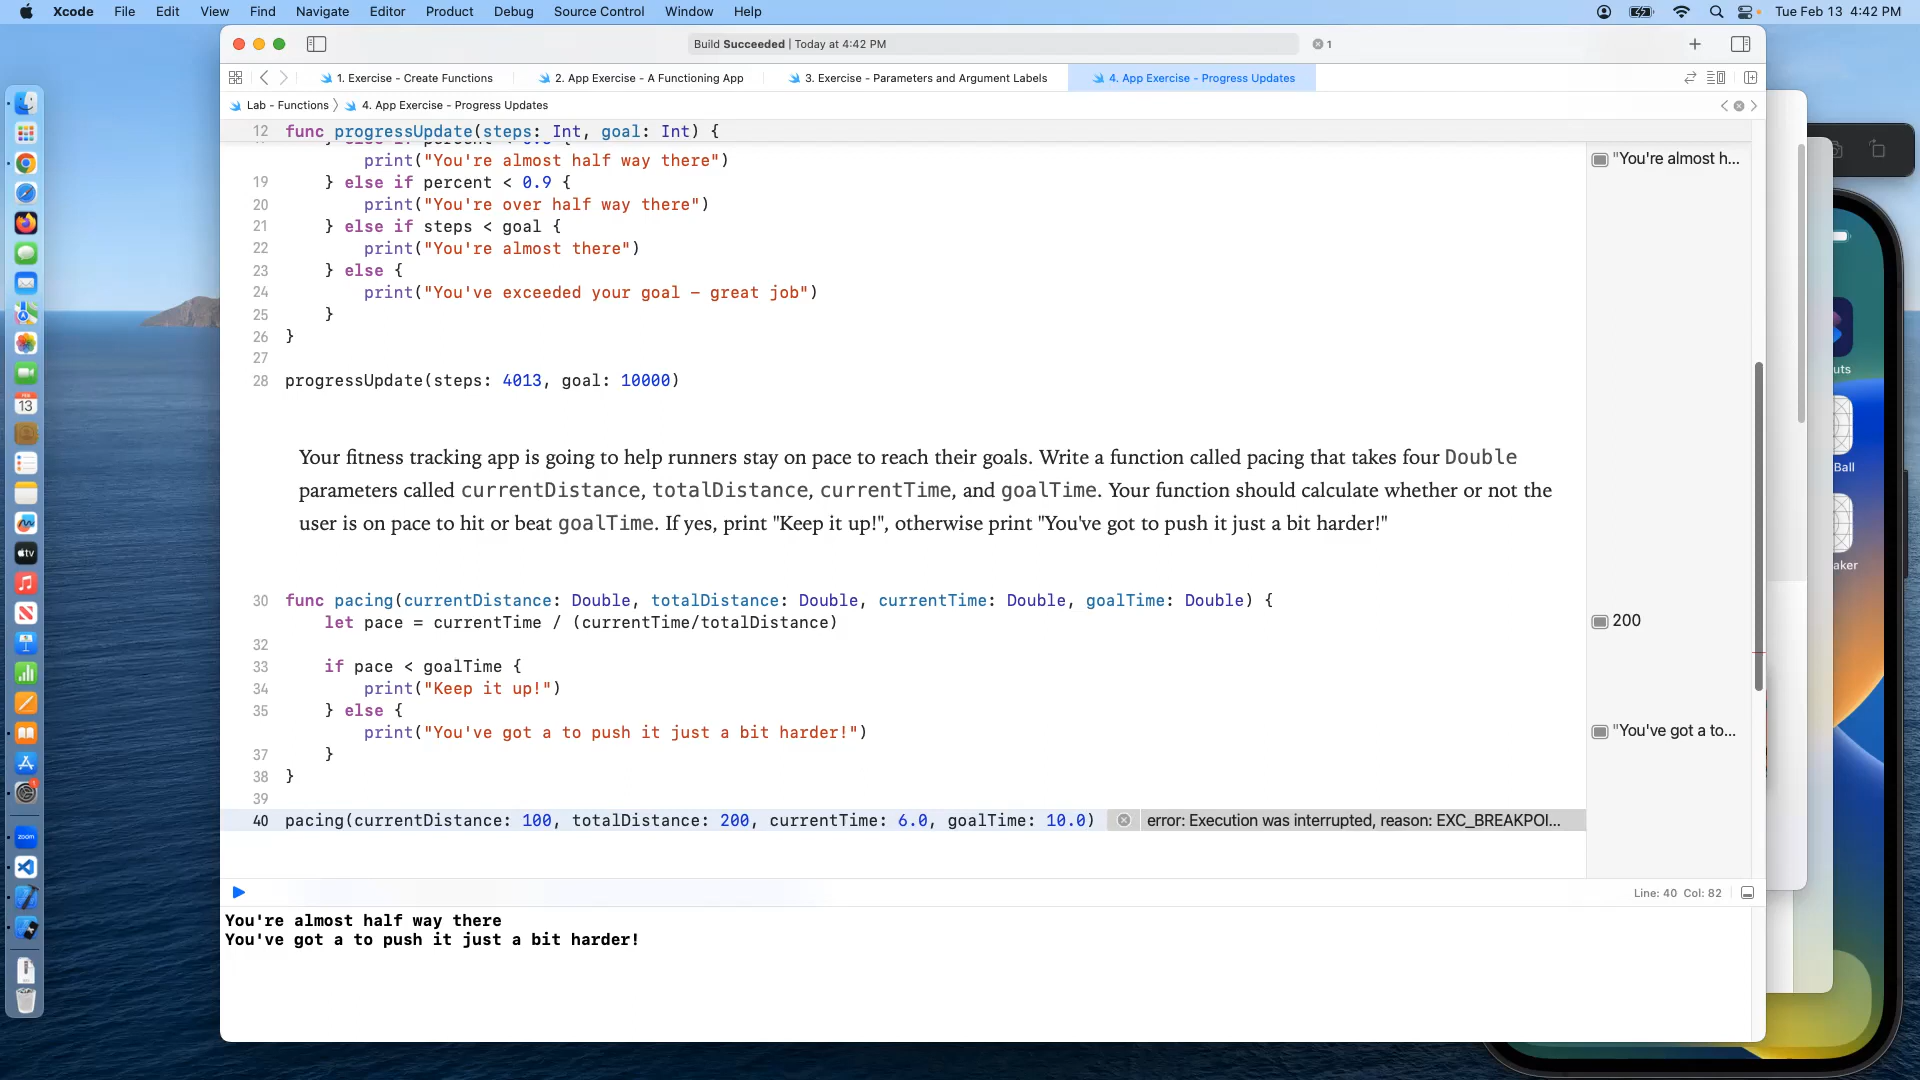 Xcode File Edit View Find Navigate Editor Product Debug Source Control Window Help Tue Feb 13 4:42 PM
Build Succeeded | Today at 4:42 PM 1
1. Exercise - Create Functions 2. App Exercise - A Functioning App 3. Exercise - Parameters and Argument Labels 4. App Exercise - Progress Updates
Lab - Functions 4. App Exercise - Progress Updates
12 func progressUpdate(steps: Int, goal: Int) {
print("You're almost half way there") "You're almost h...
19 } else if percent < 0.9 {
20 print("You're over half way there")
21 } else if steps < goal {
22 print("You're almost there")
23 } else {
24 print("You've exceeded your goal – great job")
25 }
26 }
27
28 progressUpdate(steps: 4013, goal: 10000)
Your fitness tracking app is going to help runners stay on pace to reach their goals. Write a function called pacing that takes four Double
parameters called currentDistance, totalDistance, currentTime, and goalTime. Your function should calculate whether or not the
user is on pace to hit or beat goalTime. If yes, print "Keep it up!", otherwise print "You've got to push it just a bit harder!"
30 func pacing(currentDistance: Double, totalDistance: Double, currentTime: Double, goalTime: Double) {
let pace = currentTime / (currentTime/totalDistance) 200
32
33 if pace < goalTime {
34 print("Keep it up!")
35 } else {
print("You've got a to push it just a bit harder!") "You've got a to...
37 }
38 }
39
40 pacing(currentDistance: 100, totalDistance: 200, currentTime: 6.0, goalTime: 10.0) error: Execution was interrupted, reason: EXC_BREAKPOI...
Line: 40 Col: 82
You're almost half way there
You've got a to push it just a bit harder!
uts
Ball
aker
FEB
13
tv
zoom
1